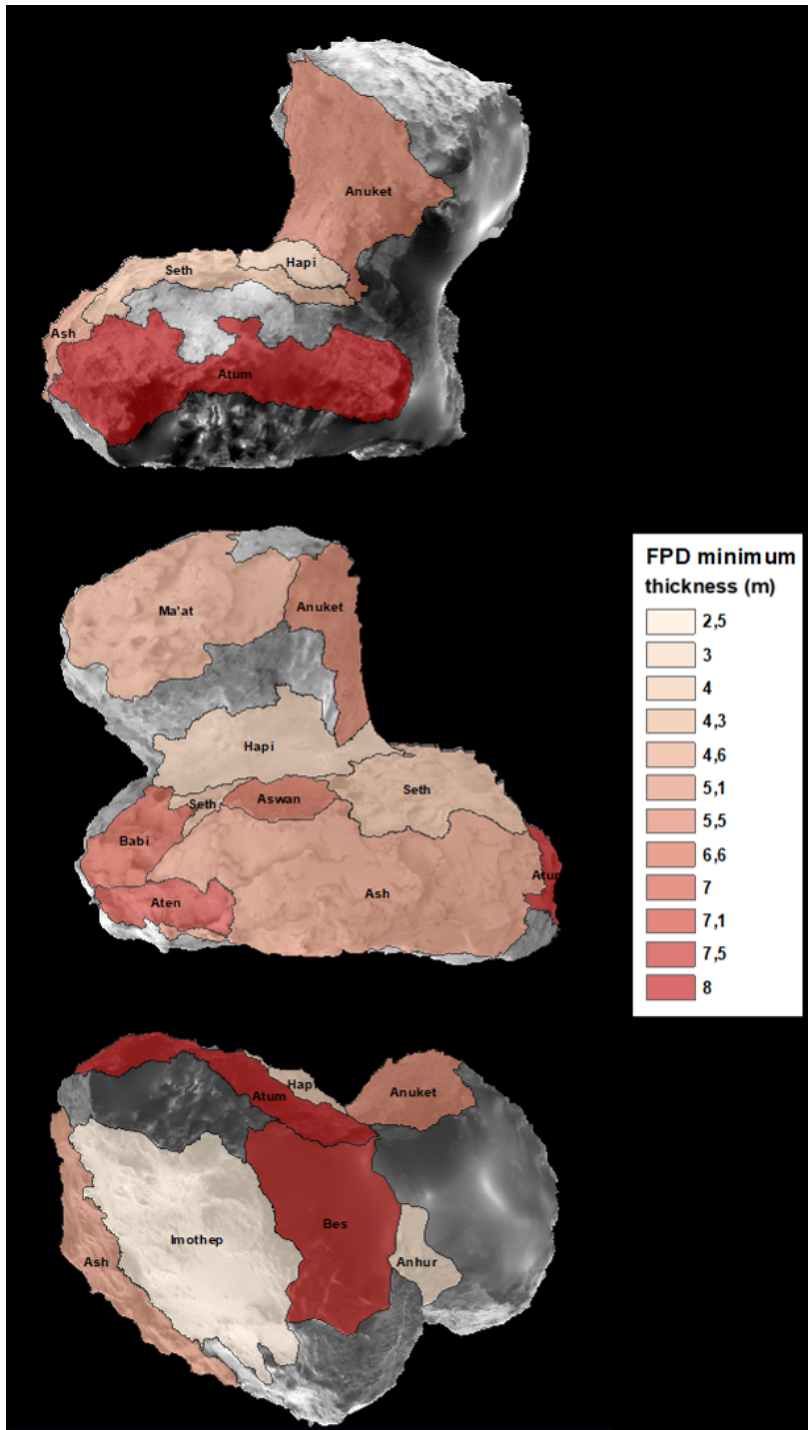 Anuket
Hapi
Seth
Ash
Atum
Ma'at
Anuket
Hapi
Seth
Seth
Aswan
Babi
Aten
Ash
Atum
FPD minimum
thickness (m)
2,5
3
4
4,3
4,6
5,1
5,5
6,6
7
7,1
7,5
8
Hapi
Atum
Anuket
Imothep
Bes
Ash
Anhur